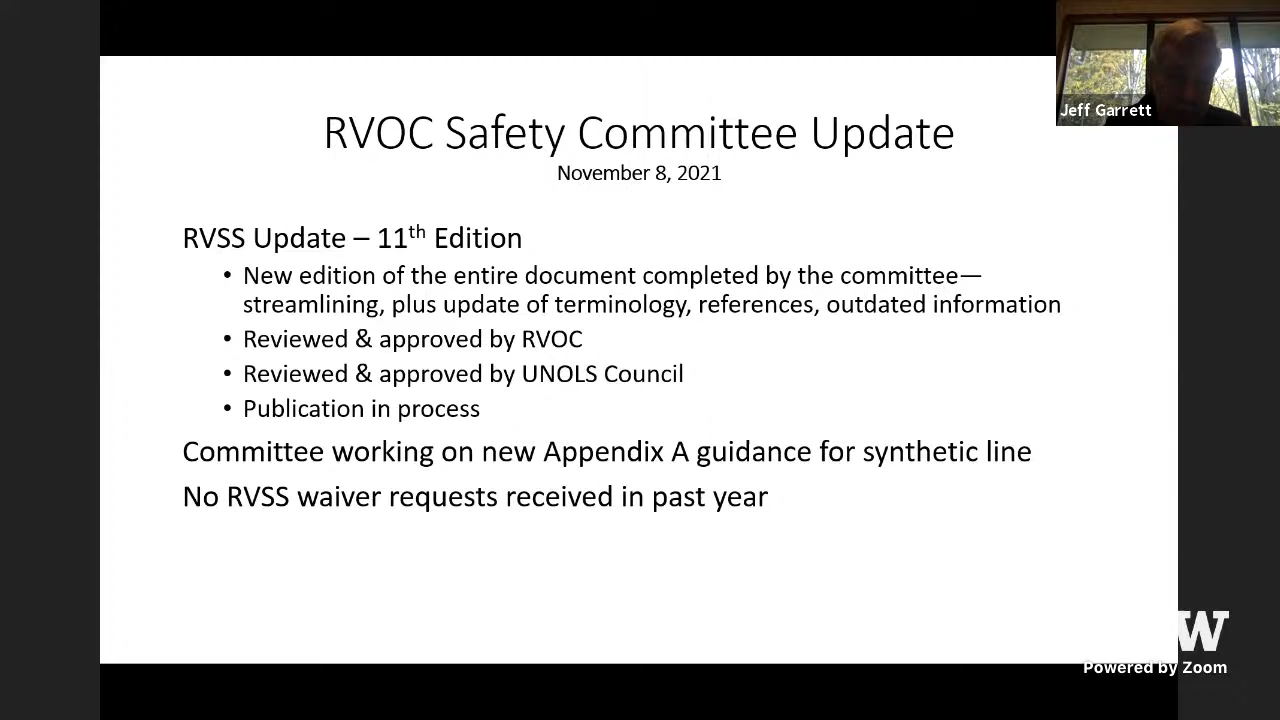 Jeff Garrett
RVOC Safety Committee Update
November 8, 2021
RVSS Update – 11th Edition
• New edition of the entire document completed by the committee—
streamlining, plus update of terminology, references, outdated information
• Reviewed & approved by RVOC
• Reviewed & approved by UNOLS Council
• Publication in process
Committee working on new Appendix A guidance for synthetic line
No RVSS waiver requests received in past year
W
Powered by Zoom